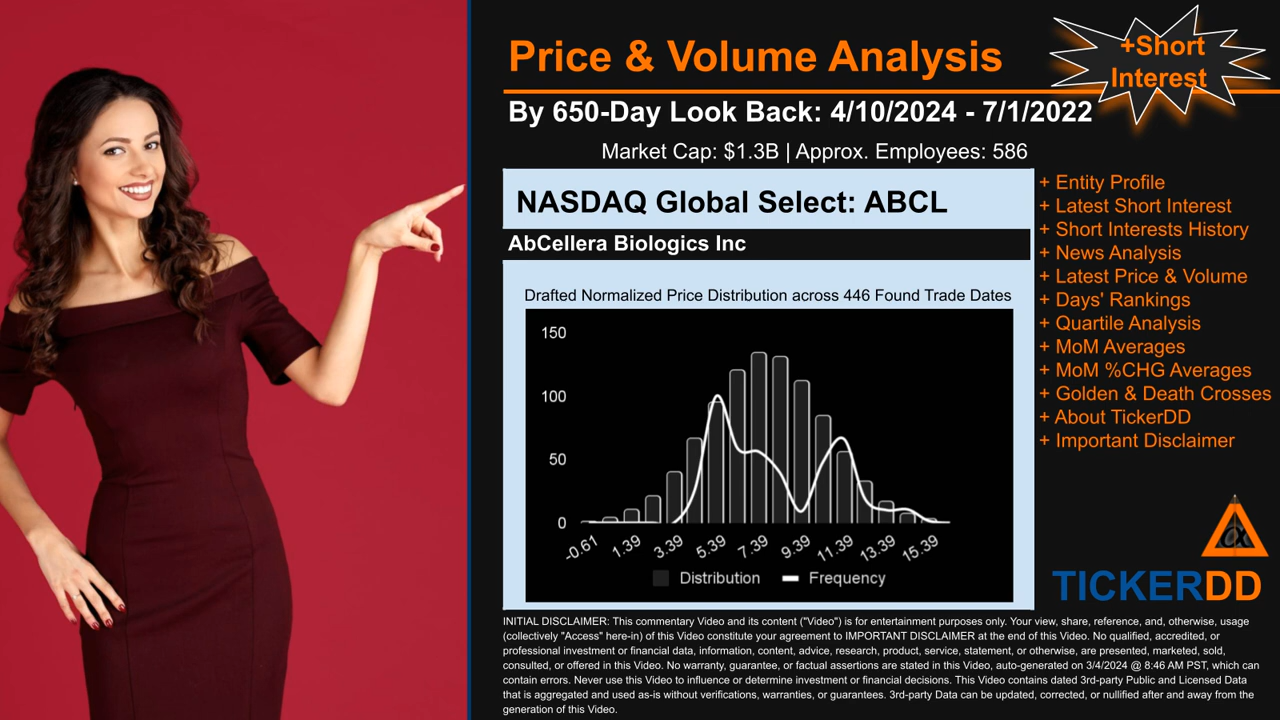 Price & Volume Analysis
+Short
Interest
By 650-Day Look Back: 4/10/2024 - 7/1/2022
Market Cap: $1.3B | Approx. Employees: 586
NASDAQ Global Select: ABCL
AbCellera Biologics Inc
Drafted Normalized Price Distribution across 446 Found Trade Dates
150
100
50
0
-0.61
1.39
3.39
5.39
7.39
9.39
11.39
13.39
15.39
Distribution
Frequency
+ Entity Profile
+ Latest Short Interest
+ Short Interests History
+ News Analysis
+ Latest Price & Volume
+ Days' Rankings
+ Quartile Analysis
+ MoM Averages
+ MoM %CHG Averages
+ Golden & Death Crosses
+ About TickerDD
+ Important Disclaimer
TICKERDD
INITIAL DISCLAIMER: This commentary Video and its content ("Video") is for entertainment purposes only. Your view, share, reference, and, otherwise, usage
(collectively "Access" here-in) of this Video constitute your agreement to IMPORTANT DISCLAIMER at the end of this Video. No qualified, accredited, or
professional investment or financial data, information, content, advice, research, product, service, statement, or otherwise, are presented, marketed, sold,
consulted, or offered in this Video. No warranty, guarantee, or factual assertions are stated in this Video, auto-generated on 3/4/2024 @ 8:46 AM PST, which can
contain errors. Never use this Video to influence or determine investment or financial decisions. This Video contains dated 3rd-party Public and Licensed Data
that is aggregated and used as-is without verifications, warranties, or guarantees. 3rd-party Data can be updated, corrected, or nullified after and away from the
generation of this Video.